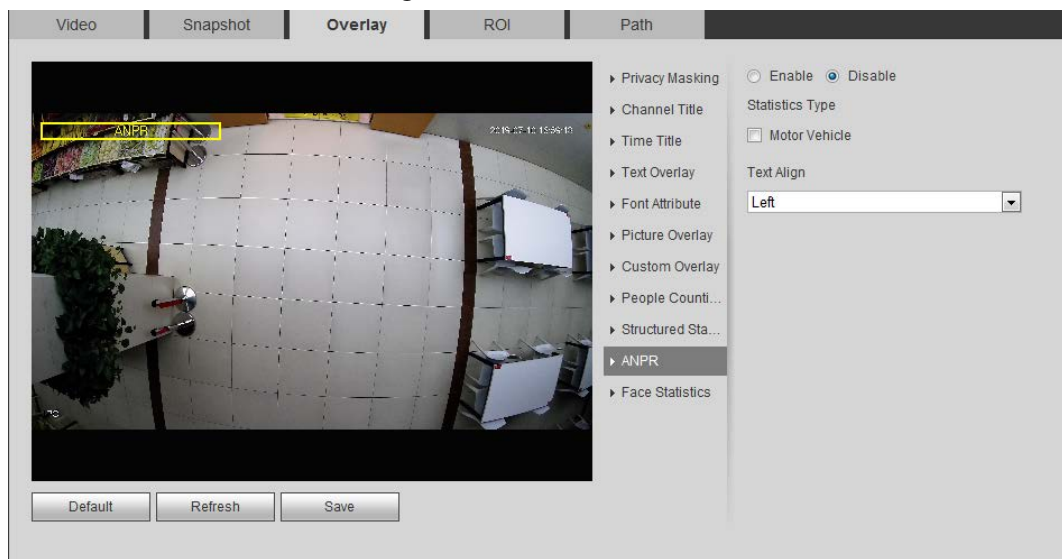 Video
Snapshot
Overlay
ROI
Path
ANPR
Privacy Masking
Channel Title
Time Title
Text Overlay
Font Attribute
Picture Overlay
Custom Overlay
People Counti...
Structured Sta...
ANPR
Face Statistics
Enable
Disable
Statistics Type
Motor Vehicle
Text Align
Left
Default
Refresh
Save